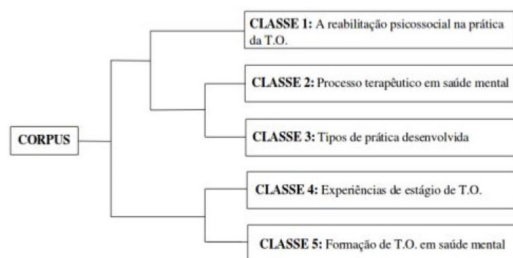 CLASSE 1: A reabilitação psicossocial na prática
da T.O.
CLASSE 2: Processo terapêutico em saúde mental
CORPUS
CLASSE 3: Tipos de prática desenvolvida
CLASSE 4: Experiências de estágio de T.O.
CLASSE 5: Formação de T.O. em saúde mental